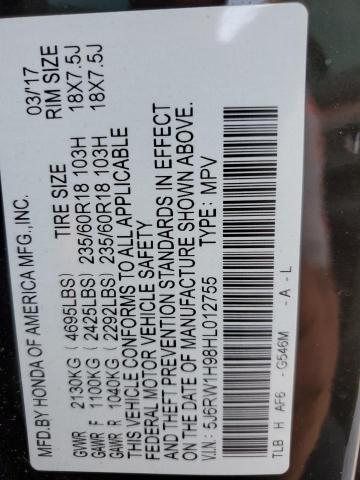 MFD.BY HONDA OF AMERICA MFG.,INC. 03/17
TIRE SIZE RIM SIZE
GVWR 2130KG (4695LBS)
GAWR F 1100KG (2425LBS) 235/60R18 103H 18X7.5J
GAWR R 1040KG (2292LBS) 235/60R18 103H 18X7.5J
THIS VEHICLE CONFORMS TO ALL APPLICABLE
FEDERAL MOTOR VEHICLE SAFETY
AND THEFT PREVENTION STANDARDS IN EFFECT
ON THE DATE OF MANUFACTURE SHOWN ABOVE.
V.I.N: 5J6RW1H98HL012755 TYPE: MPV
TLB H AF6 - G546M - A - L